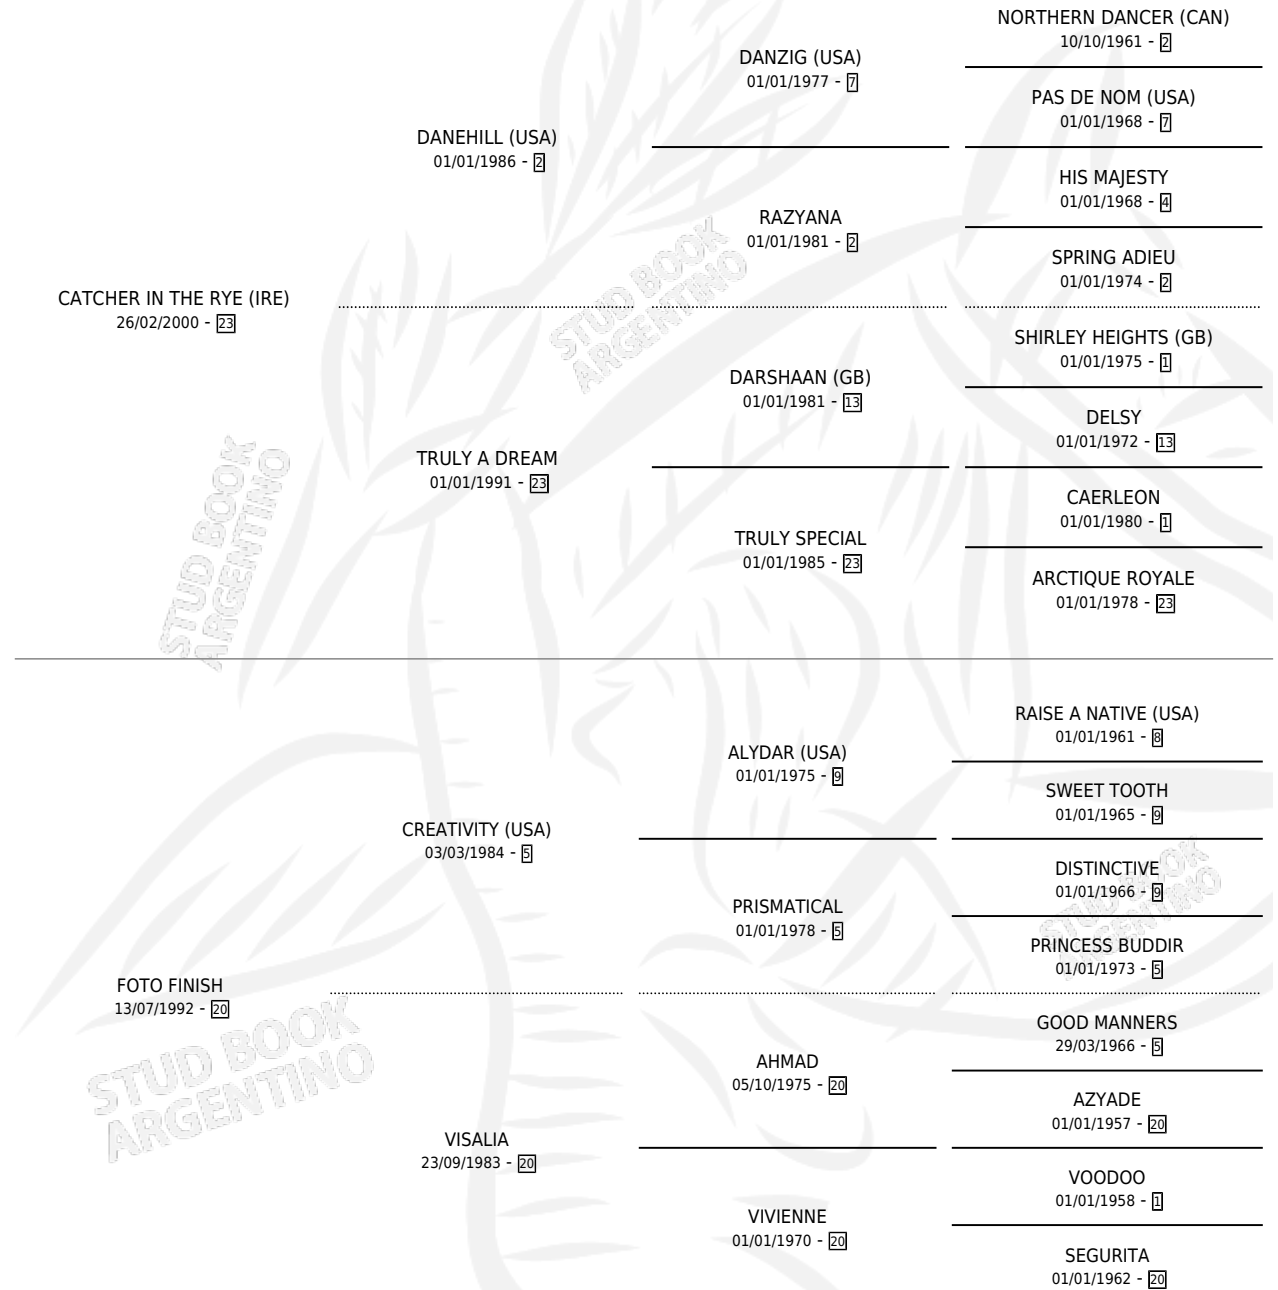 NORTHERN DANCER (CAN)
10/10/1961 - 2
DANZIG (USA)
01/01/1977 - 7
PAS DE NOM (USA)
01/01/1968 - 7
DANEHILL (USA)
01/01/1986 - 2
HIS MAJESTY
01/01/1968 - 4
RAZYANA
01/01/1981 - 2
SPRING ADIEU
01/01/1974 - 2
CATCHER IN THE RYE (IRE)
26/02/2000 - 23
STUD BOOK
ARGENTINO
SHIRLEY HEIGHTS (GB)
01/01/1975 - 1
DARSHAAN (GB)
01/01/1981 - 13
DELSY
01/01/1972 - 13
TRULY A DREAM
01/01/1991 - 23
CAERLEON
01/01/1980 - 1
TRULY SPECIAL
01/01/1985 - 23
ARCTIQUE ROYALE
01/01/1978 - 23
STUD BOOK
ARGENTINO
RAISE A NATIVE (USA)
01/01/1961 - 8
ALYDAR (USA)
01/01/1975 - 9
SWEET TOOTH
01/01/1965 - 9
CREATIVITY (USA)
03/03/1984 - 5
DISTINCTIVE
01/01/1966 - 9
PRISMATICAL
01/01/1978 - 5
STUD BOOK
ARGENTINO
PRINCESS BUDDIR
01/01/1973 - 5
FOTO FINISH
13/07/1992 - 20
STUD BOOK
ARGENTINO
GOOD MANNERS
29/03/1966 - 5
AHMAD
05/10/1975 - 20
AZYADE
01/01/1957 - 20
VISALIA
23/09/1983 - 20
VOODOO
01/01/1958 - 1
VIVIENNE
01/01/1970 - 20
SEGURITA
01/01/1962 - 20